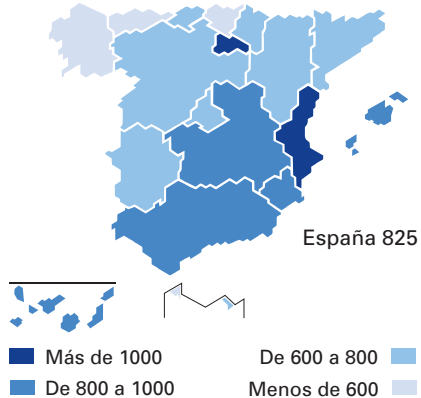 España 825
Más de 1000
De 600 a 800
De 800 a 1000
Menos de 600